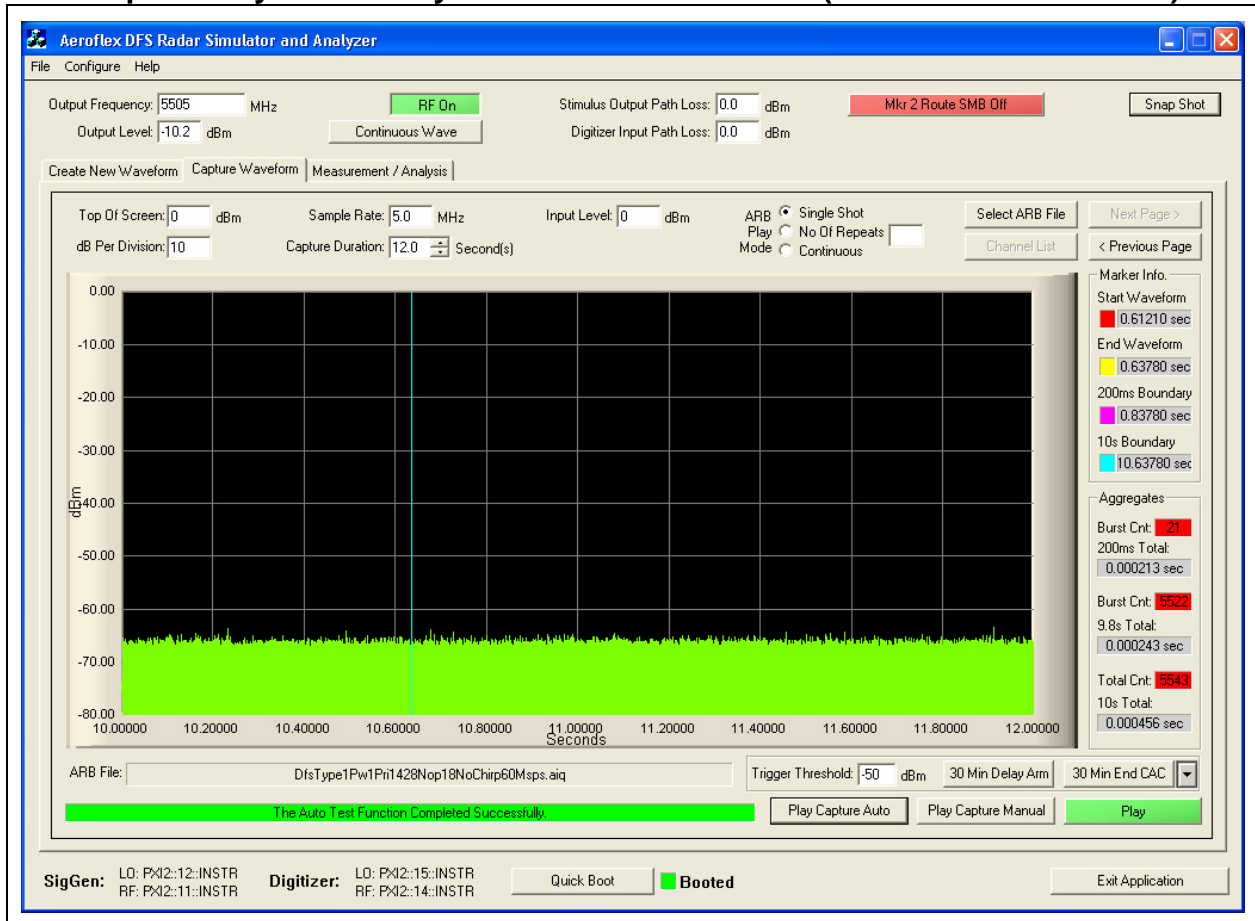 Aeroflex DFS Radar Simulator and Analyzer
File Configure Help
Output Frequency: 5505 MHz RF On Stimulus Output Path Loss: 0.0 dBm Mkr 2 Route SMB Off Snap Shot
Output Level: -10.2 dBm Continuous Wave Digitizer Input Path Loss: 0.0 dBm
Create New Waveform Capture Waveform Measurement / Analysis
Top Of Screen: 0 dBm Sample Rate: 5.0 MHz Input Level: 0 dBm ARB Play Mode Single Shot Select ARB File Next Page >
No Of Repeats
dB Per Division: 10 Capture Duration: 12.0 Second(s) Continuous Channel List < Previous Page
0.00
-10.00
-20.00
-30.00
-40.00
-50.00
-60.00
-70.00
-80.00
dBm
10.00000 10.20000 10.40000 10.60000 10.80000 11.00000 11.20000 11.40000 11.60000 11.80000 12.00000
Seconds
Marker Info.
Start Waveform
0.61210 sec
End Waveform
0.63780 sec
200ms Boundary
0.83780 sec
10s Boundary
10.63780 sec
Aggregates
Burst Cnt: 21
200ms Total:
0.000213 sec
Burst Cnt: 5522
9.8s Total:
0.000243 sec
Total Cnt: 5543
10s Total:
0.000456 sec
ARB File: DfsType1Pw1Pri1428Nop18NoChirp60Msps.aiq Trigger Threshold: -50 dBm 30 Min Delay Arm 30 Min End CAC
The Auto Test Function Completed Successfully. Play Capture Auto Play Capture Manual Play
SigGen: LO: PXI2::12::INSTR Digitizer: LO: PXI2::15::INSTR Quick Boot Booted Exit Application
RF: PXI2::11::INSTR RF: PXI2::14::INSTR